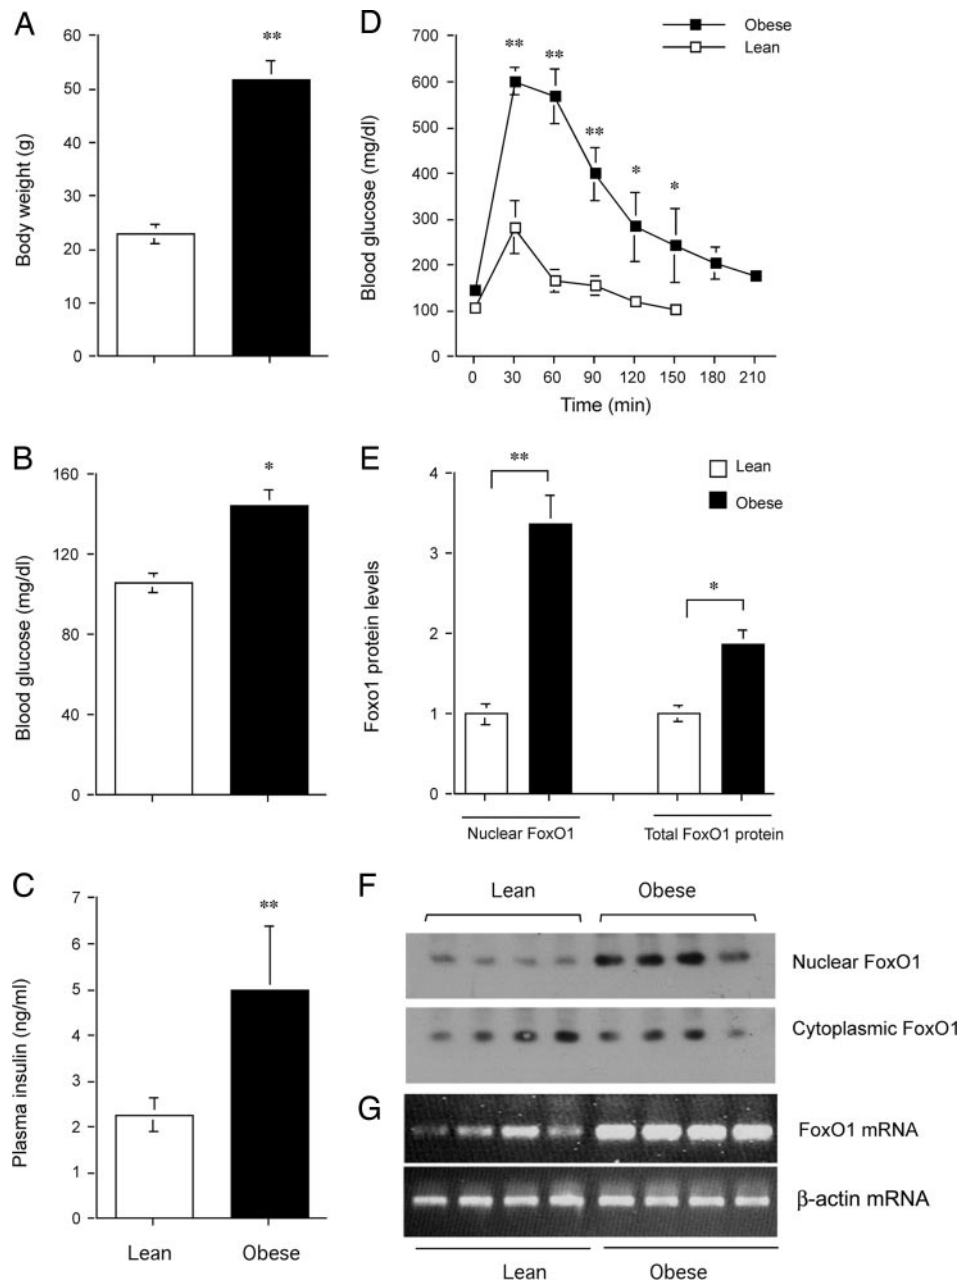 A
60
50
40
30
20
10
0
Body weight (g)
**
B
160
120
80
40
0
Blood glucose (mg/dl)
*
C
7
6
5
4
3
2
1
0
Plasma insulin (ng/ml)
**
Lean Obese
D
Obese
Lean
700
600
500
400
300
200
100
0
Blood glucose (mg/dl)
** ** ** * *
0 30 60 90 120 150 180 210
Time (min)
E
Lean
Obese
4
3
2
1
0
Foxo1 protein levels
**
*
Nuclear FoxO1 Total FoxO1 protein
F
Lean Obese
Nuclear FoxO1
Cytoplasmic FoxO1
G
FoxO1 mRNA
β-actin mRNA
Lean Obese